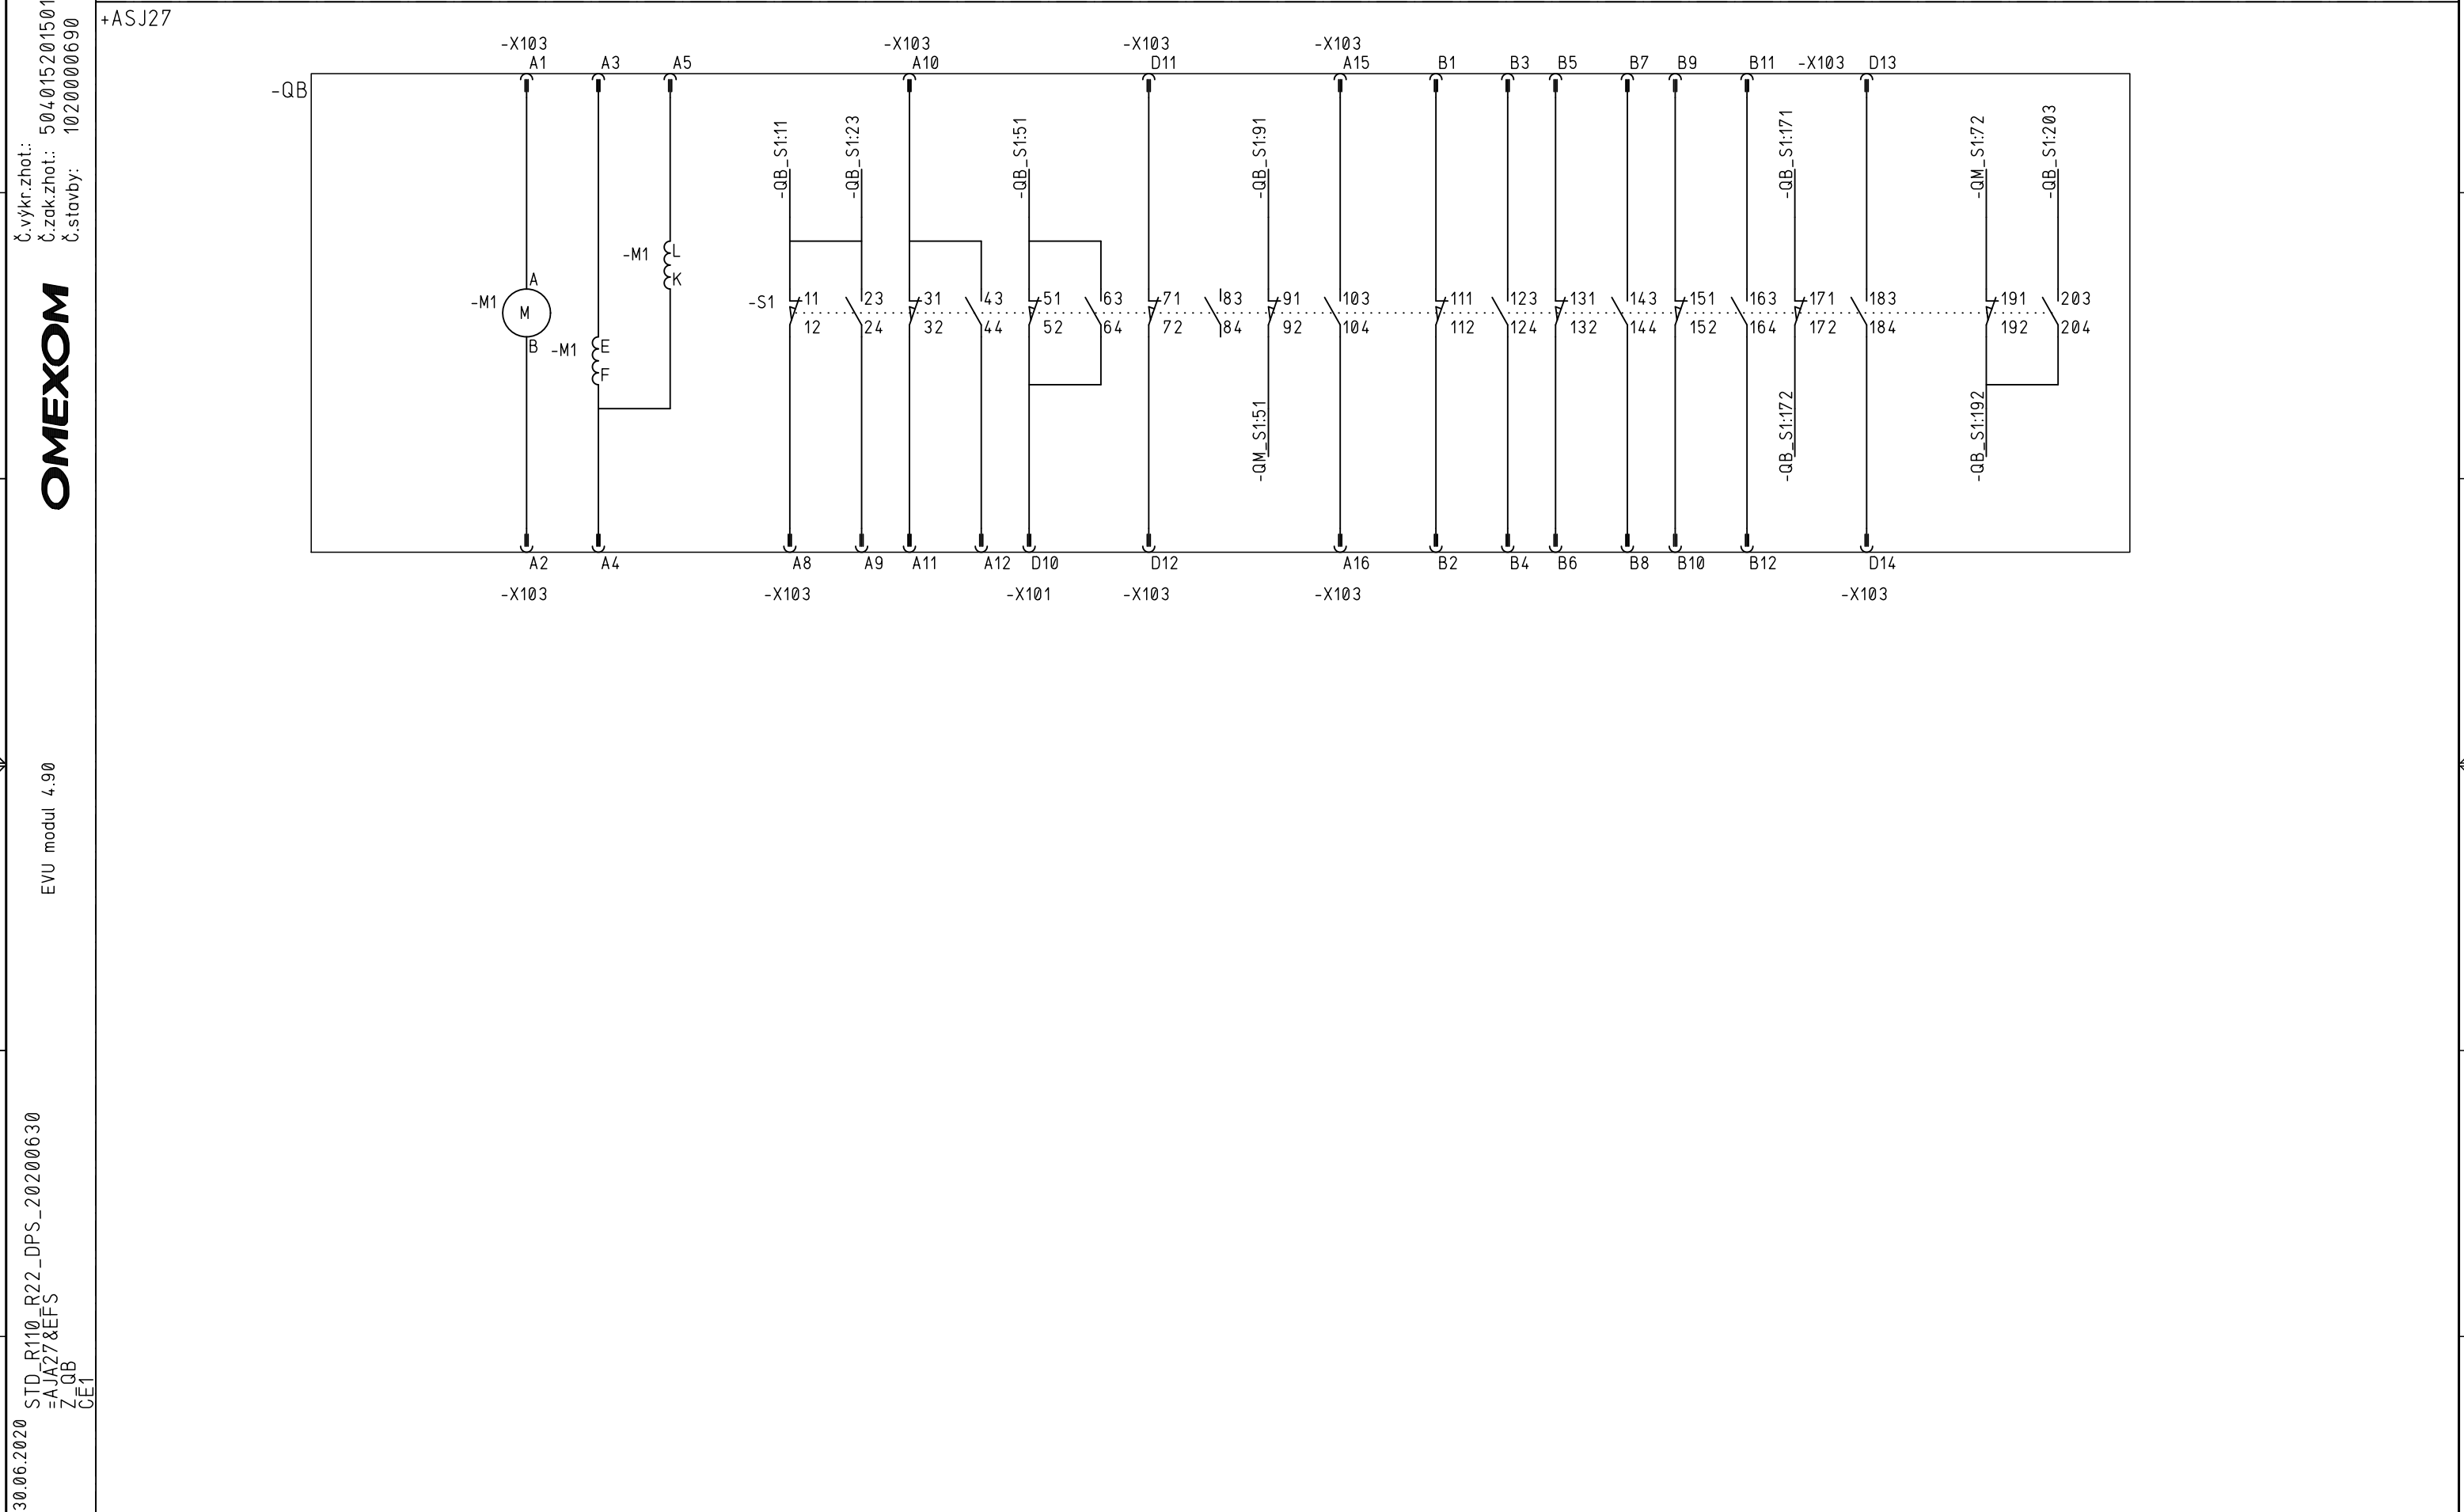 +ASJ27
-X103 -X103 -X103 -X103
A1 A3 A5 A10 D11 A15 B1 B3 B5 B7 B9 B11 -X103 D13
-QB
-QB_S1:11 -QB_S1:23 -QB_S1:51 -QB_S1:91 -QB_S1:171 -QM_S1:72 -QB_S1:203
-M1 L
K
A
-M1 M
B
-M1 E
F
-S1 11 23 31 43 51 63 71 83 91 103 111 123 131 143 151 163 171 183 191 203
12 24 32 44 52 64 72 84 92 104 112 124 132 144 152 164 172 184 192 204
-QM_S1:51 -QB_S1:172 -QB_S1:192
A2 A4 A8 A9 A11 A12 D10 D12 A16 B2 B4 B6 B8 B10 B12 D14
-X103 -X103 -X101 -X103 -X103 -X103
Č.výkr.zhot.:
Č.zak.zhot.: 504015201501
Č.stavby: 1020000690
OMEXOM
EVU modul 4.90
STD_R110_R22_DPS_202000630
=AJA27&EFS
Z_QB
CE1
30.06.2020